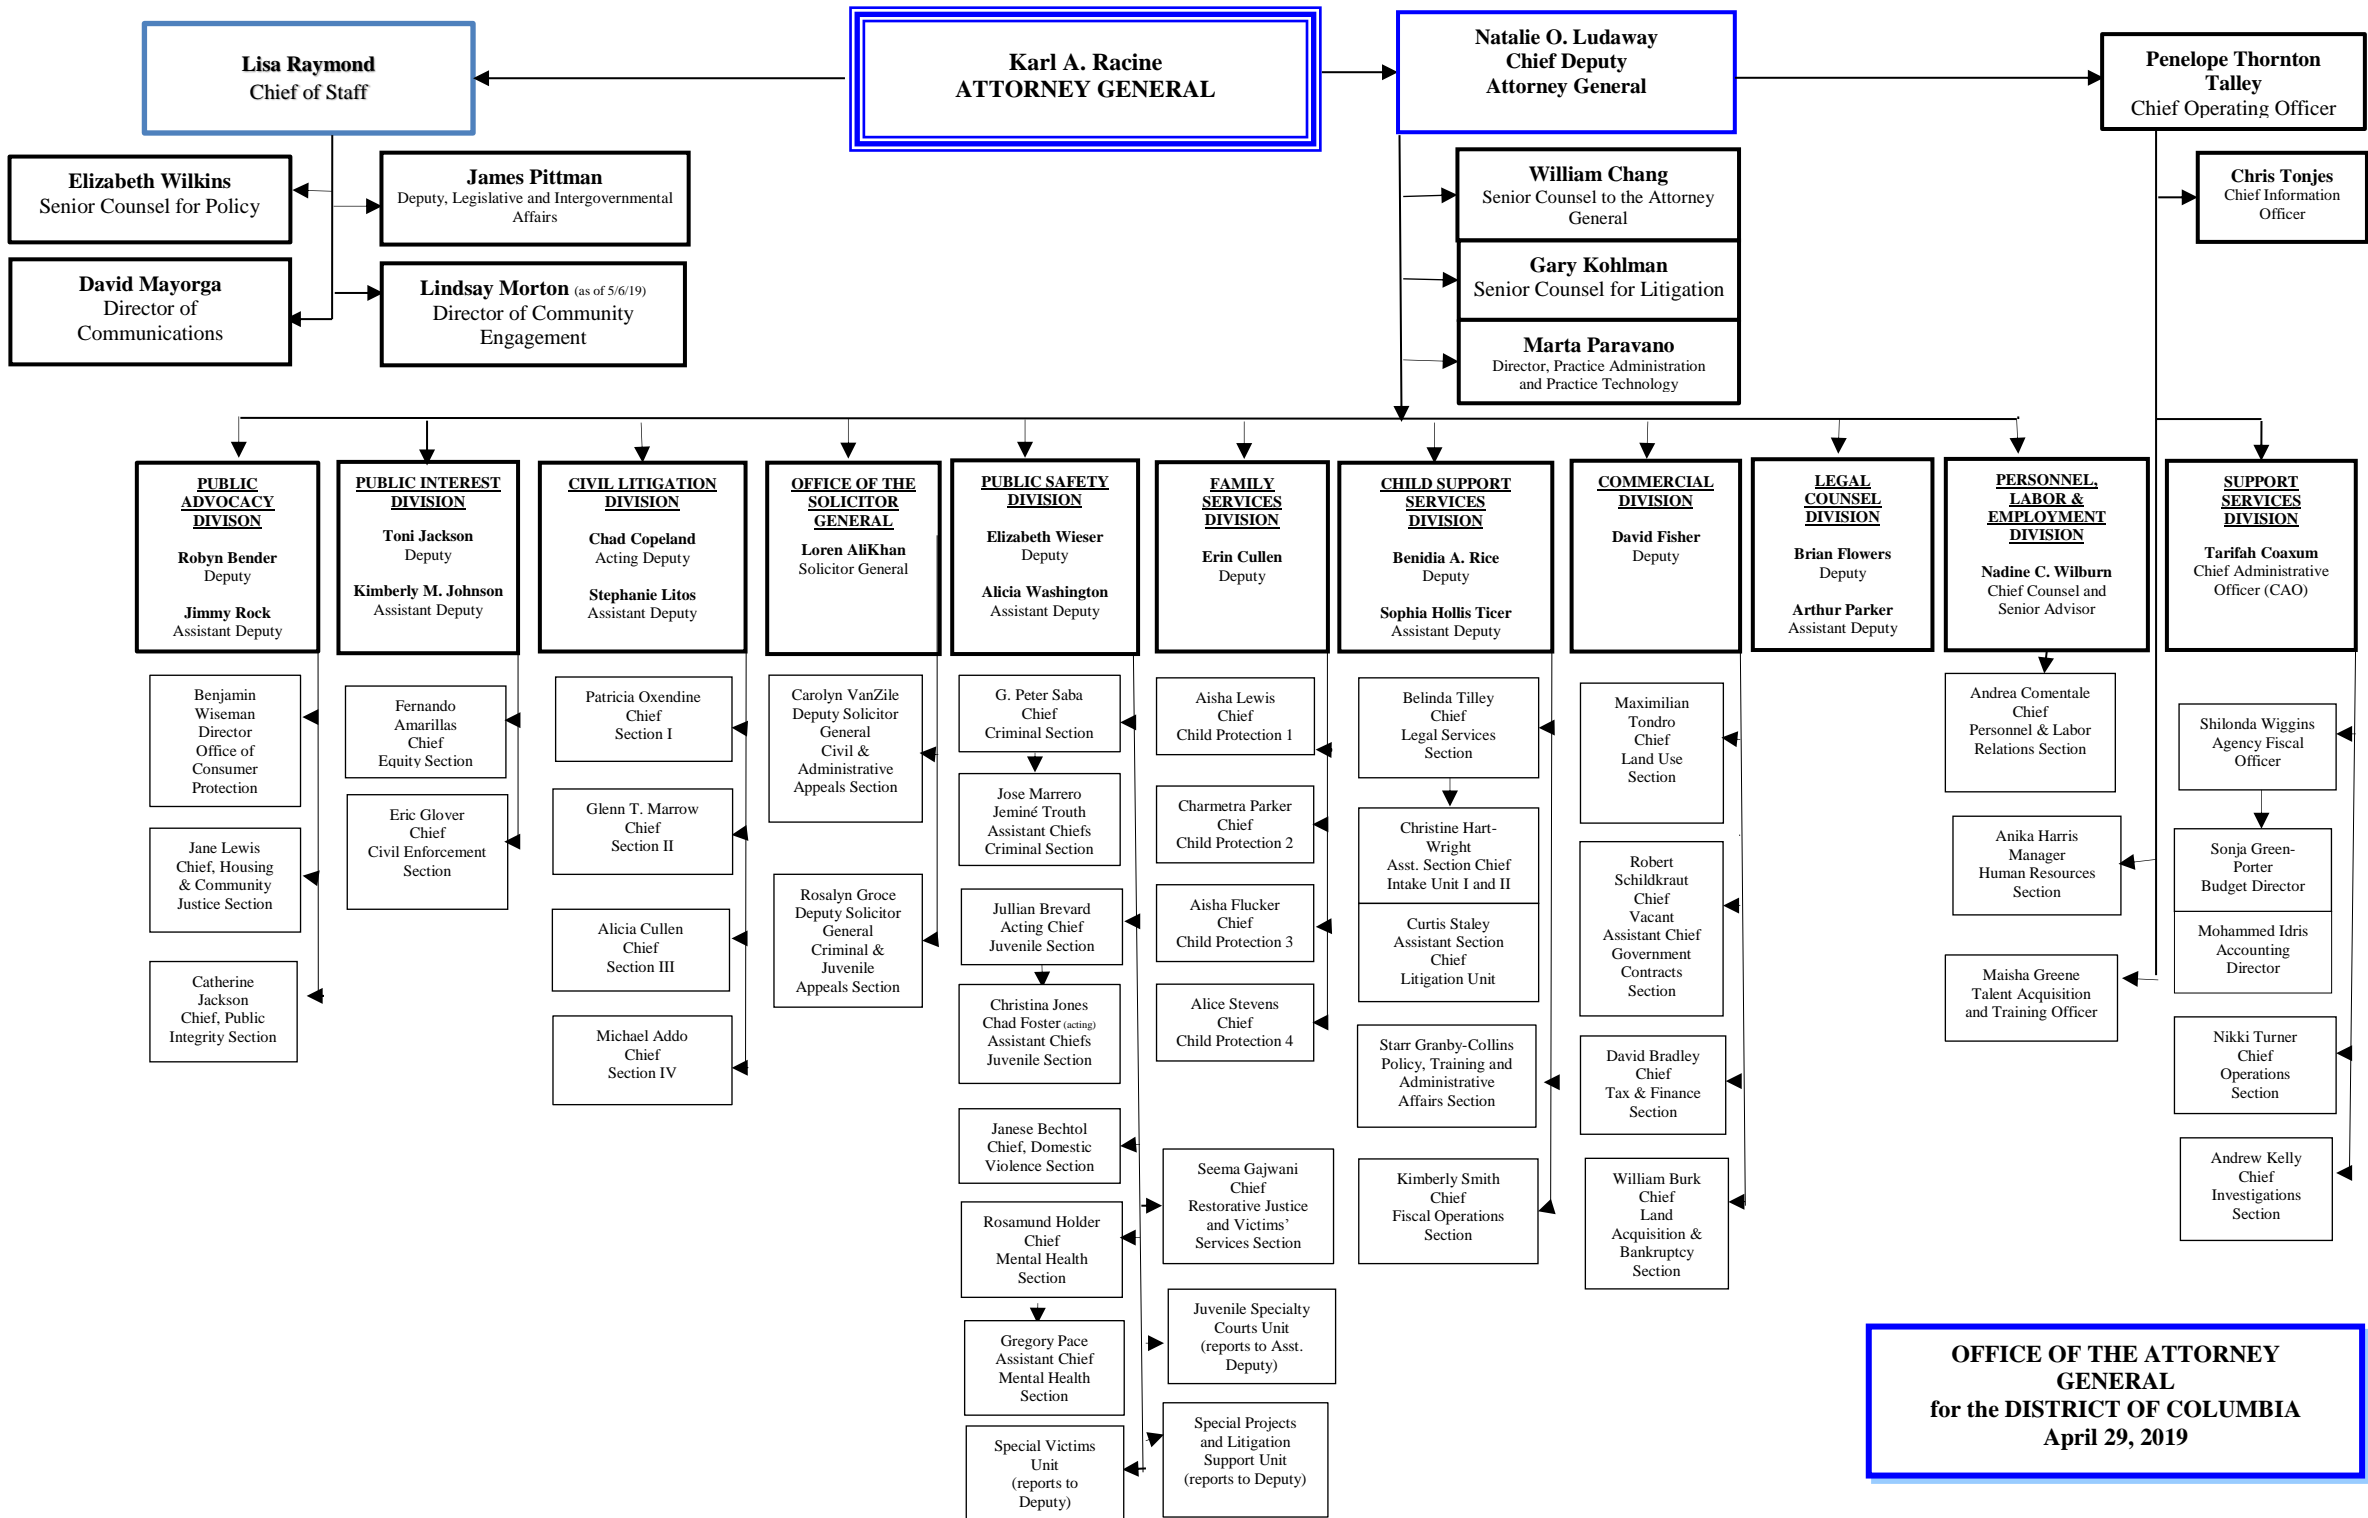 Lisa Raymond
Chief of Staff
Karl A. Racine
ATTORNEY GENERAL
Natalie O. Ludaway
Chief Deputy
Attorney General
Penelope Thornton
Talley
Chief Operating Officer
Elizabeth Wilkins
Senior Counsel for Policy
James Pittman
Deputy, Legislative and Intergovernmental
Affairs
David Mayorga
Director of
Communications
Lindsay Morton (as of 5/6/19)
Director of Community
Engagement
William Chang
Senior Counsel to the Attorney
General
Gary Kohlman
Senior Counsel for Litigation
Marta Paravano
Director, Practice Administration
and Practice Technology
Chris Tonjes
Chief Information
Officer
PUBLIC
ADVOCACY
DIVISON
Robyn Bender
Deputy
Jimmy Rock
Assistant Deputy
PUBLIC INTEREST
DIVISION
Toni Jackson
Deputy
Kimberly M. Johnson
Assistant Deputy
CIVIL LITIGATION
DIVISION
Chad Copeland
Acting Deputy
Stephanie Litos
Assistant Deputy
OFFICE OF THE
SOLICITOR
GENERAL
Loren AliKhan
Solicitor General
PUBLIC SAFETY
DIVISION
Elizabeth Wieser
Deputy
Alicia Washington
Assistant Deputy
FAMILY
SERVICES
DIVISION
Erin Cullen
Deputy
CHILD SUPPORT
SERVICES
DIVISION
Benidia A. Rice
Deputy
Sophia Hollis Ticer
Assistant Deputy
COMMERCIAL
DIVISION
David Fisher
Deputy
LEGAL
COUNSEL
DIVISION
Brian Flowers
Deputy
Arthur Parker
Assistant Deputy
PERSONNEL,
LABOR &
EMPLOYMENT
DIVISION
Nadine C. Wilburn
Chief Counsel and
Senior Advisor
SUPPORT
SERVICES
DIVISION
Tarifah Coaxum
Chief Administrative
Officer (CAO)
Benjamin
Wiseman
Director
Office of
Consumer
Protection
Jane Lewis
Chief, Housing
& Community
Justice Section
Catherine
Jackson
Chief, Public
Integrity Section
Fernando
Amarillas
Chief
Equity Section
Eric Glover
Chief
Civil Enforcement
Section
Patricia Oxendine
Chief
Section I
Glenn T. Marrow
Chief
Section II
Alicia Cullen
Chief
Section III
Michael Addo
Chief
Section IV
Carolyn VanZile
Deputy Solicitor
General
Civil &
Administrative
Appeals Section
Rosalyn Groce
Deputy Solicitor
General
Criminal &
Juvenile
Appeals Section
G. Peter Saba
Chief
Criminal Section
Jose Marrero
Jeminé Trouth
Assistant Chiefs
Criminal Section
Jullian Brevard
Acting Chief
Juvenile Section
Christina Jones
Chad Foster (acting)
Assistant Chiefs
Juvenile Section
Janese Bechtol
Chief, Domestic
Violence Section
Rosamund Holder
Chief
Mental Health
Section
Gregory Pace
Assistant Chief
Mental Health
Section
Special Victims
Unit
(reports to
Deputy)
Aisha Lewis
Chief
Child Protection 1
Charmetra Parker
Chief
Child Protection 2
Aisha Flucker
Chief
Child Protection 3
Alice Stevens
Chief
Child Protection 4
Seema Gajwani
Chief
Restorative Justice
and Victims’
Services Section
Juvenile Specialty
Courts Unit
(reports to Asst.
Deputy)
Special Projects
and Litigation
Support Unit
(reports to Deputy)
Belinda Tilley
Chief
Legal Services
Section
Christine Hart-
Wright
Asst. Section Chief
Intake Unit I and II
Curtis Staley
Assistant Section
Chief
Litigation Unit
Starr Granby-Collins
Policy, Training and
Administrative
Affairs Section
Kimberly Smith
Chief
Fiscal Operations
Section
Maximilian
Tondro
Chief
Land Use
Section
Robert
Schildkraut
Chief
Vacant
Assistant Chief
Government
Contracts
Section
David Bradley
Chief
Tax & Finance
Section
William Burk
Chief
Land
Acquisition &
Bankruptcy
Section
Andrea Comentale
Chief
Personnel & Labor
Relations Section
Anika Harris
Manager
Human Resources
Section
Maisha Greene
Talent Acquisition
and Training Officer
Shilonda Wiggins
Agency Fiscal
Officer
Sonja Green-
Porter
Budget Director
Mohammed Idris
Accounting
Director
Nikki Turner
Chief
Operations
Section
Andrew Kelly
Chief
Investigations
Section
OFFICE OF THE ATTORNEY
GENERAL
for the DISTRICT OF COLUMBIA
April 29, 2019